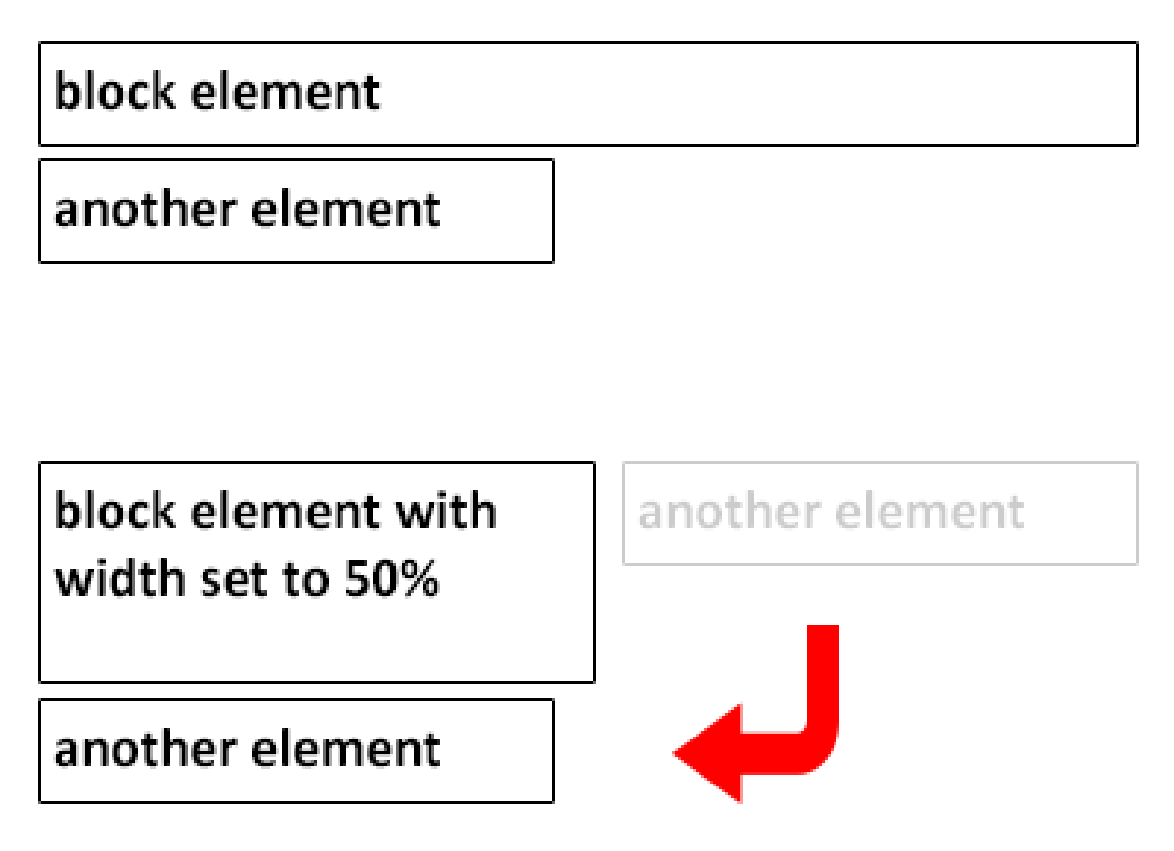 block element
another element
block element with
width set to 50%
another element
another element